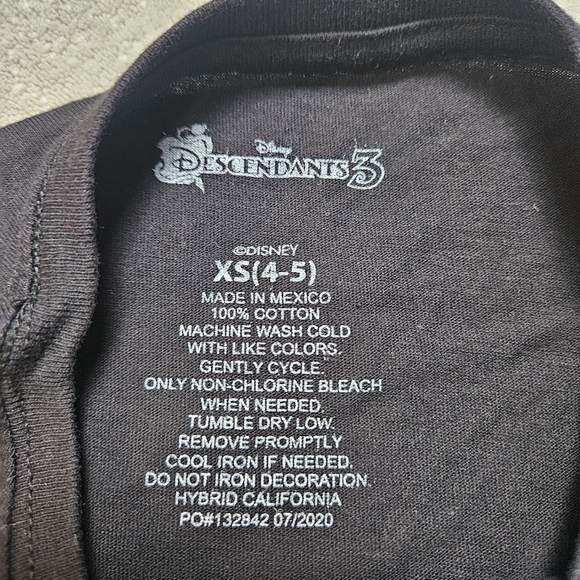 Disney
DESCENDANTS 3
©DISNEY
XS(4-5)
MADE IN MEXICO
100% COTTON
MACHINE WASH COLD
WITH LIKE COLORS.
GENTLY CYCLE.
ONLY NON-CHLORINE BLEACH
WHEN NEEDED.
TUMBLE DRY LOW.
REMOVE PROMPTLY
COOL IRON IF NEEDED.
DO NOT IRON DECORATION.
HYBRID CALIFORNIA
PO#132842 07/2020